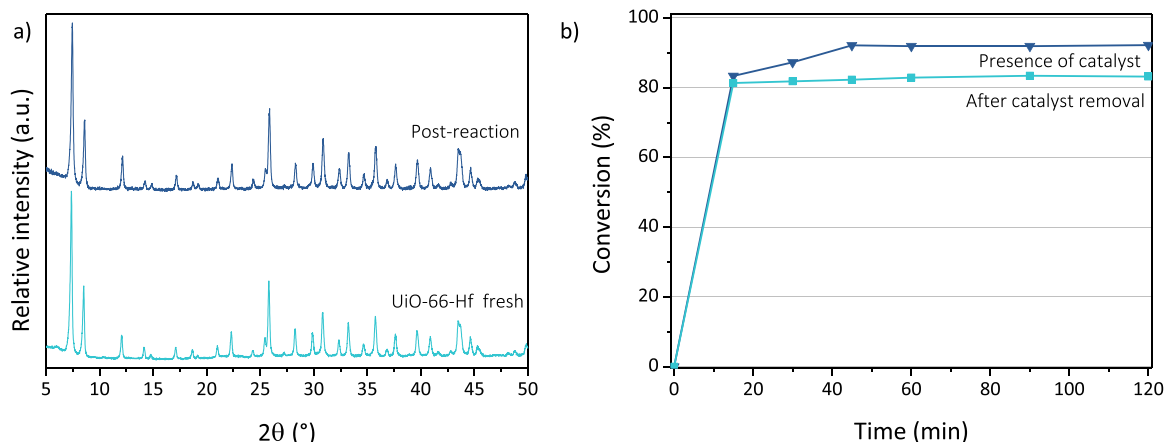 a)
Relative intensity (a.u.)
Post-reaction
UiO-66-Hf fresh
5 10 15 20 25 30 35 40 45 50
2θ (°)
b)
Conversion (%)
100
80
60
40
20
0
Presence of catalyst
After catalyst removal
0 20 40 60 80 100 120
Time (min)